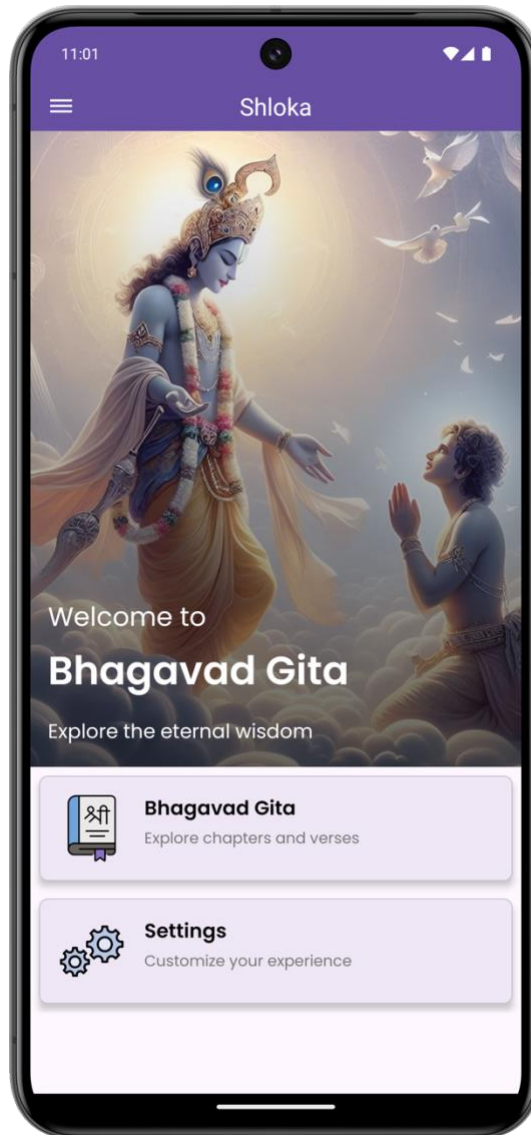 11:01
Shloka
Welcome to
Bhagavad Gita
Explore the eternal wisdom
श्री
Bhagavad Gita
Explore chapters and verses
Settings
Customize your experience